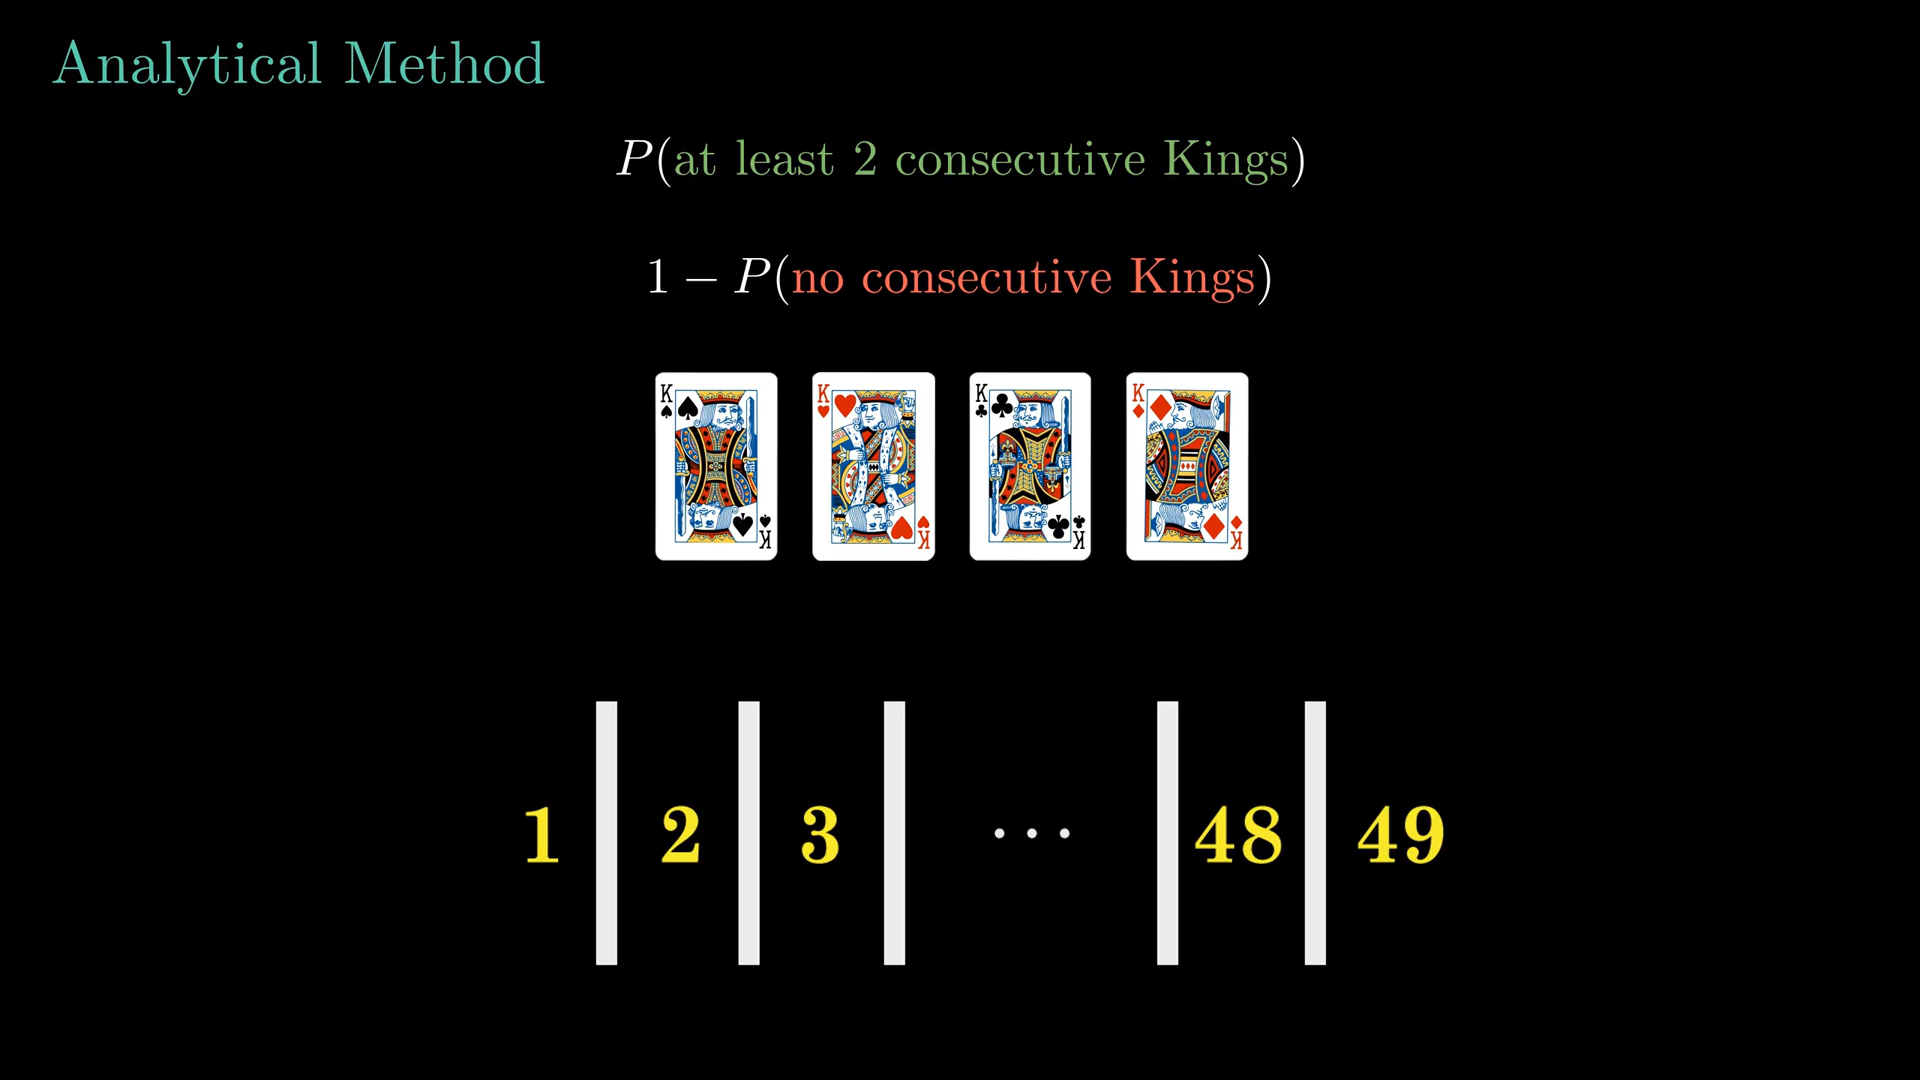 Analytical Method
P(at least 2 consecutive Kings)
1 − P(no consecutive Kings)
K K K K
K K K K
1 2 3 ··· 48 49